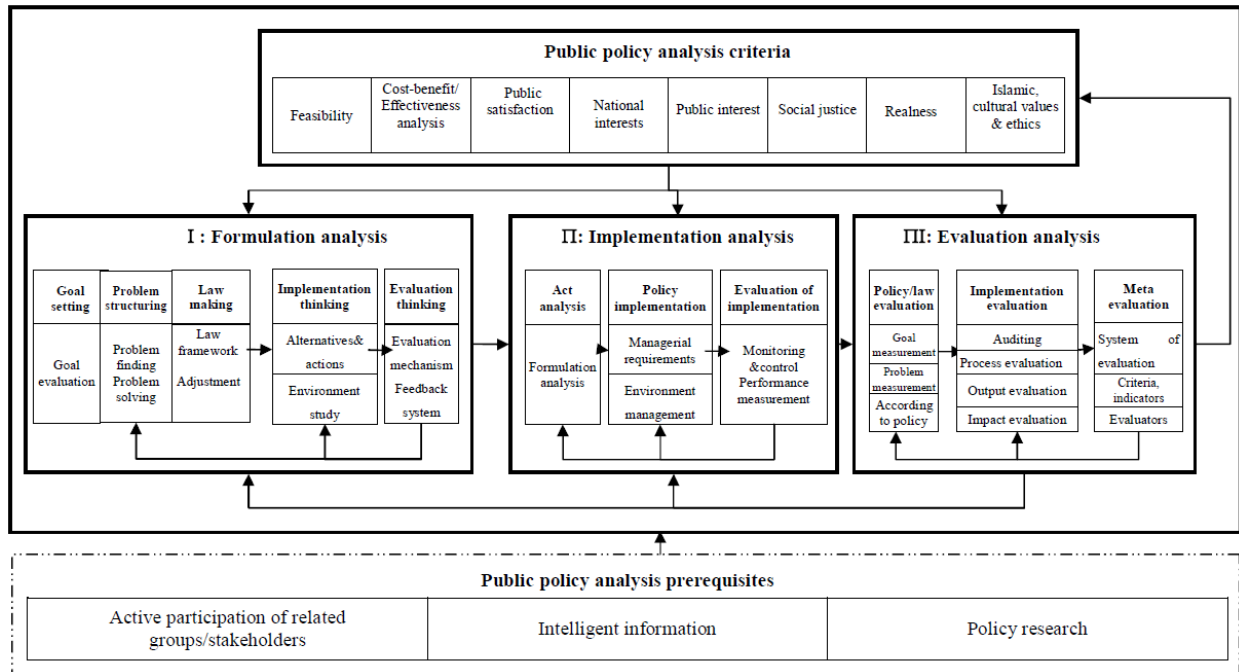 Public policy analysis criteria
Feasibility
Cost-benefit/
Effectiveness
analysis
Public
satisfaction
National
interests
Public interest
Social justice
Realness
Islamic,
cultural values
& ethics
I : Formulation analysis
Goal
setting
Goal
evaluation
Problem
structuring
Problem
finding
Problem
solving
Law
making
Law
framework
Adjustment
Implementation
thinking
Alternatives&
actions
Environment
study
Evaluation
thinking
Evaluation
mechanism
Feedback
system
II: Implementation analysis
Act
analysis
Formulation
analysis
Policy
implementation
Managerial
requirements
Environment
management
Evaluation of
implementation
Monitoring
&control
Performance
measurement
III: Evaluation analysis
Policy/law
evaluation
Goal
measurement
Problem
measurement
According
to policy
Implementation
evaluation
Auditing
Process evaluation
Output evaluation
Impact evaluation
Meta
evaluation
System of
evaluation
Criteria,
indicators
Evaluators
Public policy analysis prerequisites
Active participation of related
groups/stakeholders
Intelligent information
Policy research